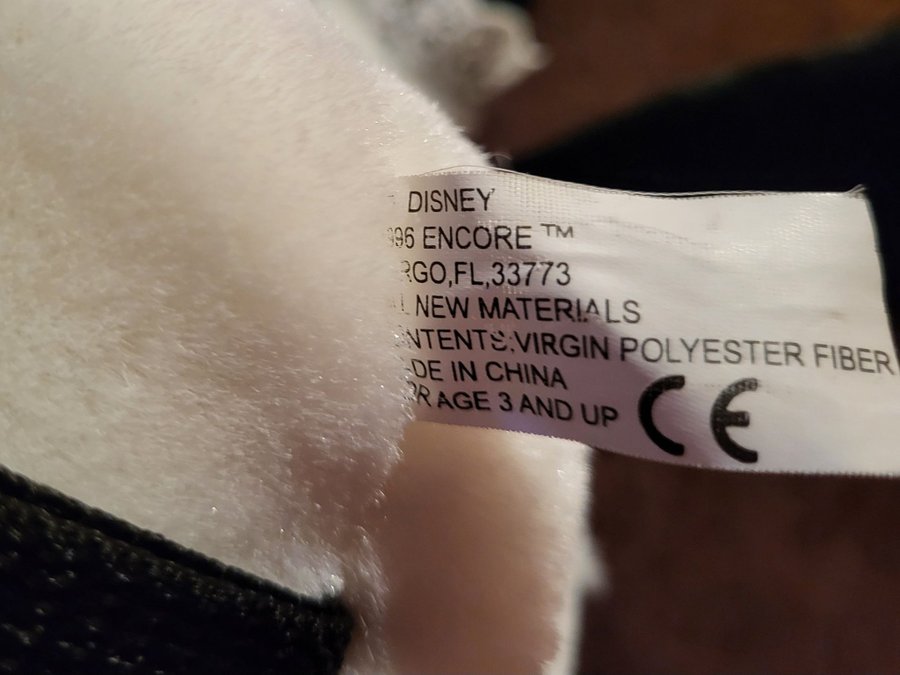 DISNEY
96 ENCORE ™
RGO,FL,33773
L NEW MATERIALS
NTENTS:VIRGIN POLYESTER FIBER
DE IN CHINA
R AGE 3 AND UP CE